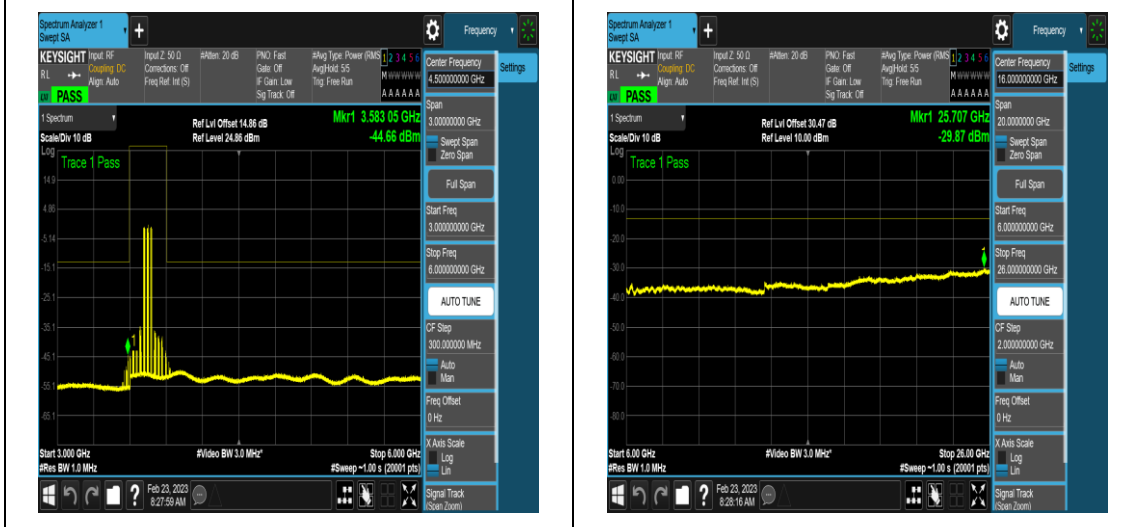 Spectrum Analyzer 1
Swept SA
Frequency
KEYSIGHT
Input: RF
Input Z: 50 Ω
#Atten: 20 dB
PNO: Fast
#Avg Type: Power (RMS
1 2 3 4 5 6
RL
Coupling: DC
Corrections: Off
Gate: Off
Avg|Hold: 5/5
M W W W W W
Align: Auto
Freq Ref: Int (S)
IF Gain: Low
Trig: Free Run
Sig Track: Off
A A A A A A
PASS
1 Spectrum
Ref Lvl Offset 14.86 dB
Mkr1 3.583 05 GHz
Scale/Div 10 dB
Ref Level 24.86 dBm
-44.66 dBm
Log
Trace 1 Pass
14.9
4.86
-5.14
-15.1
-25.1
-35.1
-45.1
-55.1
-65.1
1
Start 3.000 GHz
#Video BW 3.0 MHz*
Stop 6.000 GHz
#Res BW 1.0 MHz
#Sweep ~1.00 s (20001 pts)
Feb 23, 2023
8:27:59 AM
Center Frequency
4.500000000 GHz
Settings
Span
3.00000000 GHz
Swept Span
Zero Span
Full Span
Start Freq
3.000000000 GHz
Stop Freq
6.000000000 GHz
AUTO TUNE
CF Step
300.000000 MHz
Auto
Man
Freq Offset
0 Hz
X Axis Scale
Log
Lin
Signal Track
(Span Zoom)
Spectrum Analyzer 1
Swept SA
Frequency
KEYSIGHT
Input: RF
Input Z: 50 Ω
#Atten: 20 dB
PNO: Fast
#Avg Type: Power (RMS
1 2 3 4 5 6
RL
Coupling: DC
Corrections: Off
Gate: Off
Avg|Hold: 5/5
M W W W W W
Align: Auto
Freq Ref: Int (S)
IF Gain: Low
Trig: Free Run
Sig Track: Off
A A A A A A
PASS
1 Spectrum
Ref Lvl Offset 30.47 dB
Mkr1 25.707 GHz
Scale/Div 10 dB
Ref Level 10.00 dBm
-29.87 dBm
Log
Trace 1 Pass
0.00
-10.0
-20.0
-30.0
-40.0
-50.0
-60.0
-70.0
-80.0
1
Start 6.00 GHz
#Video BW 3.0 MHz*
Stop 26.00 GHz
#Res BW 1.0 MHz
#Sweep ~1.00 s (20001 pts)
Feb 23, 2023
8:28:16 AM
Center Frequency
16.000000000 GHz
Settings
Span
20.0000000 GHz
Swept Span
Zero Span
Full Span
Start Freq
6.000000000 GHz
Stop Freq
26.000000000 GHz
AUTO TUNE
CF Step
2.000000000 GHz
Auto
Man
Freq Offset
0 Hz
X Axis Scale
Log
Lin
Signal Track
(Span Zoom)